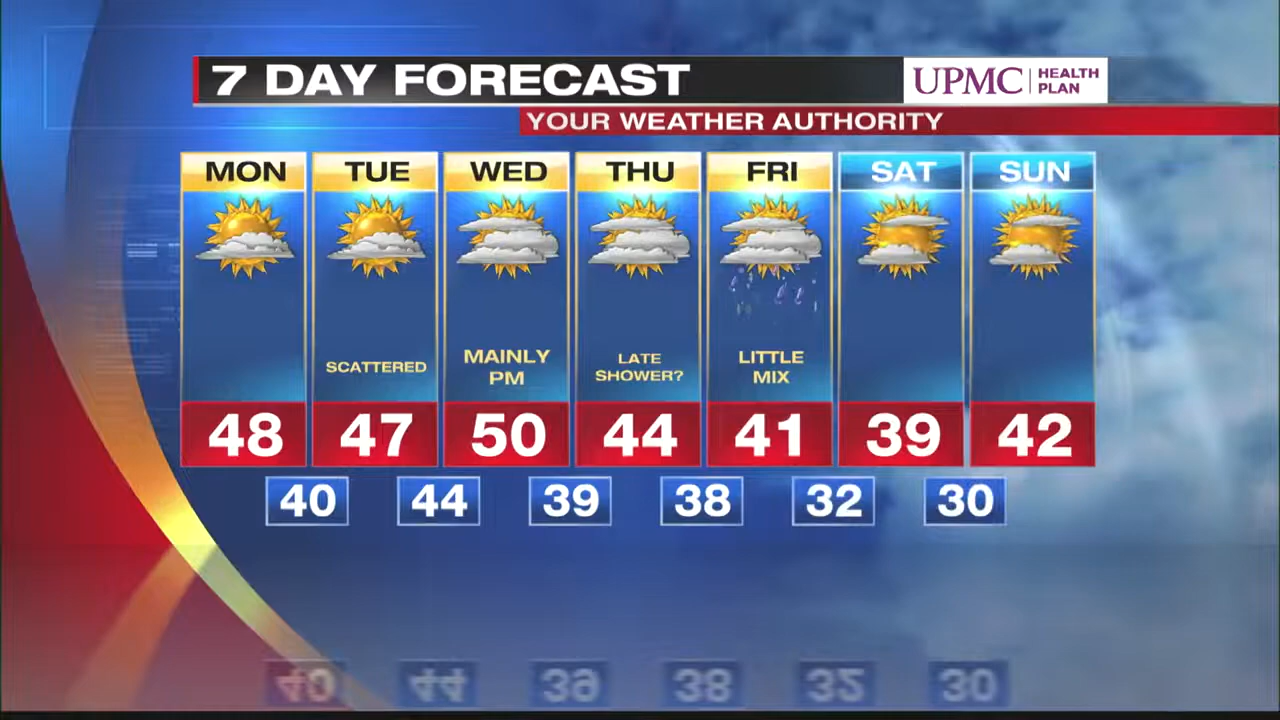 7 DAY FORECAST
UPMC HEALTH PLAN
YOUR WEATHER AUTHORITY
MON TUE WED THU FRI SAT SUN
SCATTERED
MAINLY
PM
LATE
SHOWER?
LITTLE
MIX
48 47 50 44 41 39 42
40 44 39 38 32 30